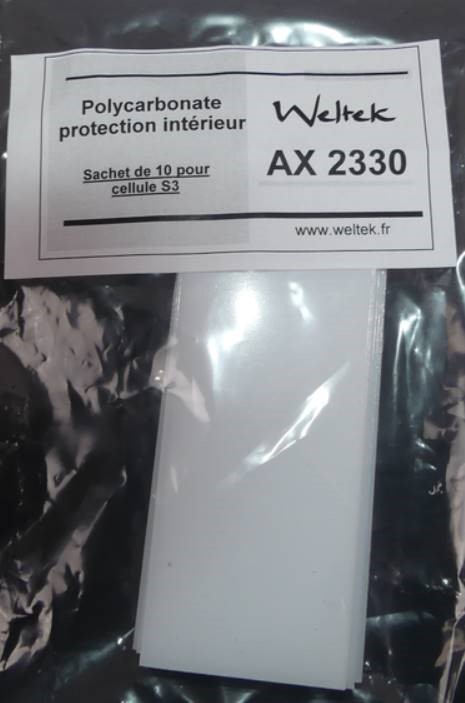 Polycarbonate
protection intérieur
Sachet de 10 pour
cellule S3
Weltek
AX 2330
www.weltek.fr